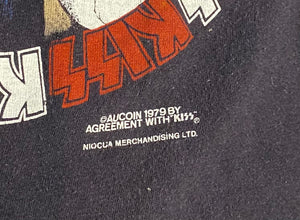 KISS
©AUCOIN 1979 BY
AGREEMENT WITH "KISS"®
NIOCUA MERCHANDISING LTD.